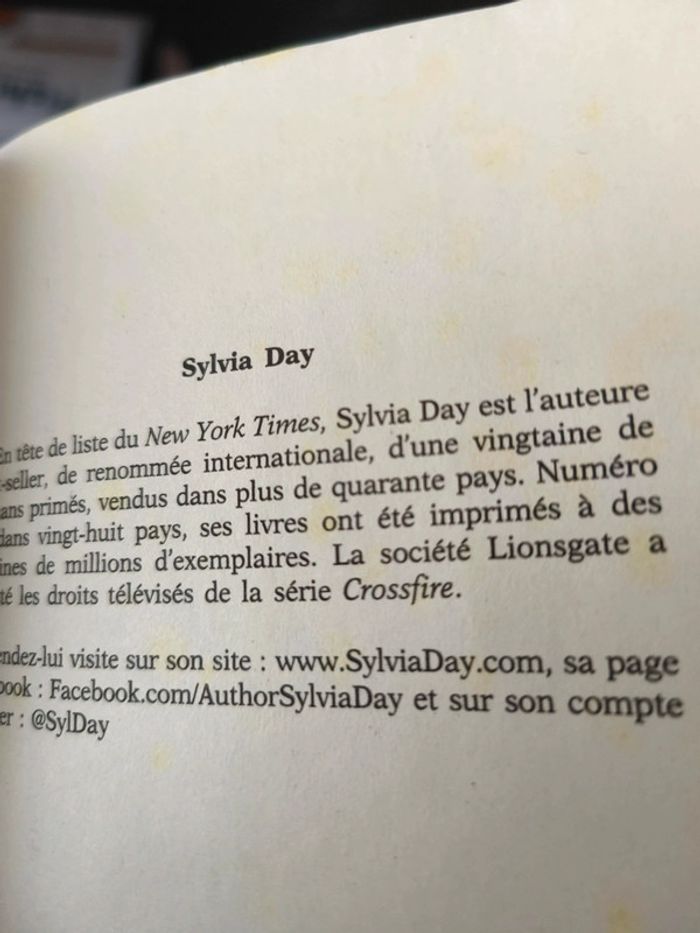 Sylvia Day
En tête de liste du New York Times, Sylvia Day est l'auteure
-seller, de renommée internationale, d'une vingtaine de
ans primés, vendus dans plus de quarante pays. Numéro
dans vingt-huit pays, ses livres ont été imprimés à des
ines de millions d'exemplaires. La société Lionsgate a
té les droits télévisés de la série Crossfire.
endez-lui visite sur son site : www.SylviaDay.com, sa page
book : Facebook.com/AuthorSylviaDay et sur son compte
er : @SylDay